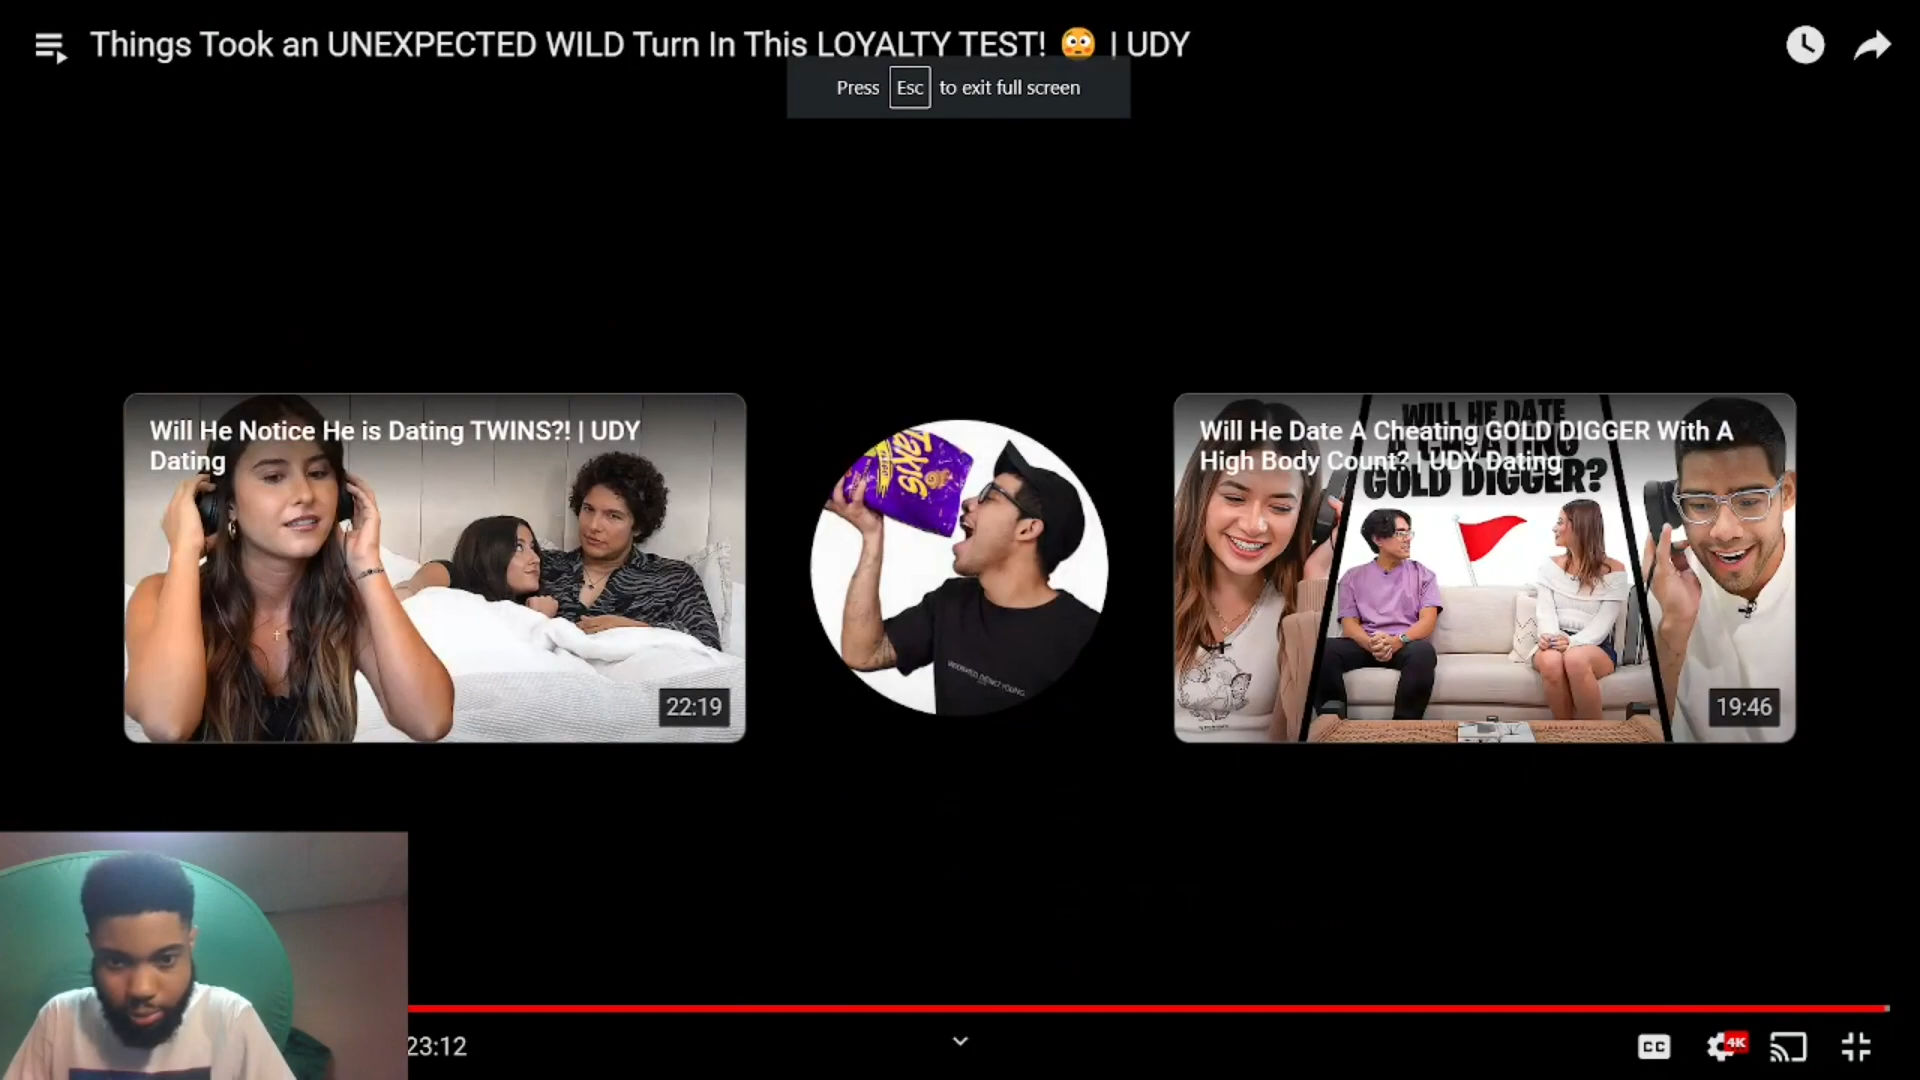 Things Took an UNEXPECTED WILD Turn In This LOYALTY TEST! 😳 | UDY
Press Esc to exit full screen
Will He Notice He is Dating TWINS?! | UDY
Dating
22:19
Takis
Will He Date A Cheating GOLD DIGGER With A
High Body Count? | UDY Dating
WILL HE DATE
GOLD DIGGER?
19:46
23:12
CC
4K